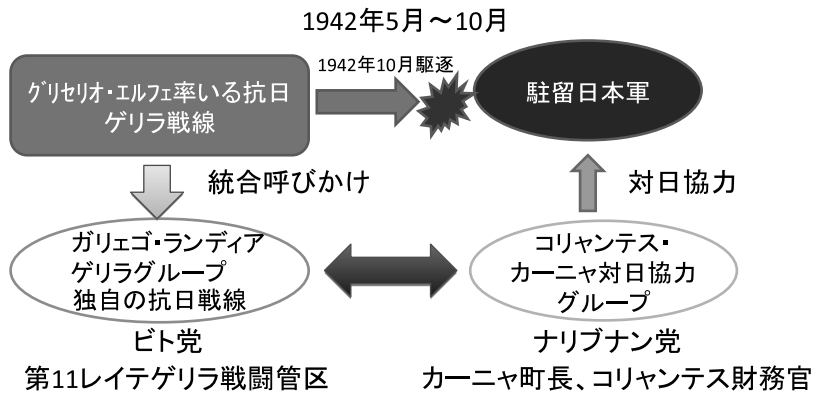 1942年5月～10月
1942年10月駆逐
グリセリオ・エルフェ率いる抗日
ゲリラ戦線
駐留日本軍
統合呼びかけ
対日協力
ガリェゴ・ランディア
ゲリラグループ
独自の抗日戦線
コリャンテス・
カーニャ対日協力
グループ
ビト党
第11レイテゲリラ戦闘管区
ナリブナン党
カーニャ町長、コリャンテス財務官